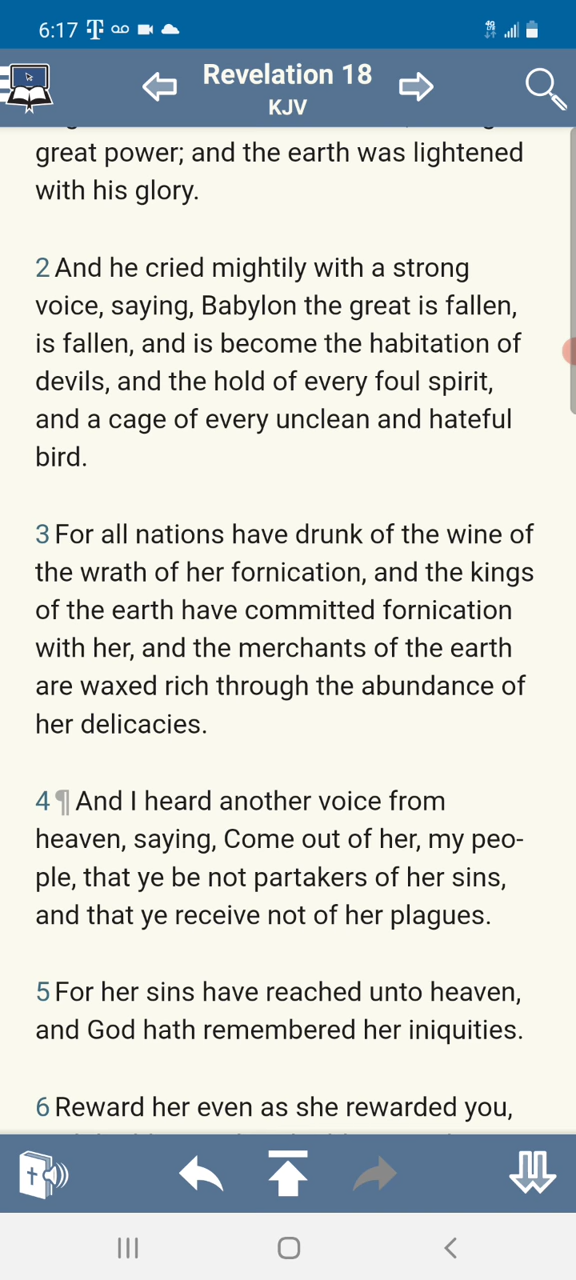 6:17
Revelation 18
KJV
great power; and the earth was lightened
with his glory.
2 And he cried mightily with a strong
voice, saying, Babylon the great is fallen,
is fallen, and is become the habitation of
devils, and the hold of every foul spirit,
and a cage of every unclean and hateful
bird.
3 For all nations have drunk of the wine of
the wrath of her fornication, and the kings
of the earth have committed fornication
with her, and the merchants of the earth
are waxed rich through the abundance of
her delicacies.
4 ¶ And I heard another voice from
heaven, saying, Come out of her, my peo-
ple, that ye be not partakers of her sins,
and that ye receive not of her plagues.
5 For her sins have reached unto heaven,
and God hath remembered her iniquities.
6 Reward her even as she rewarded you,